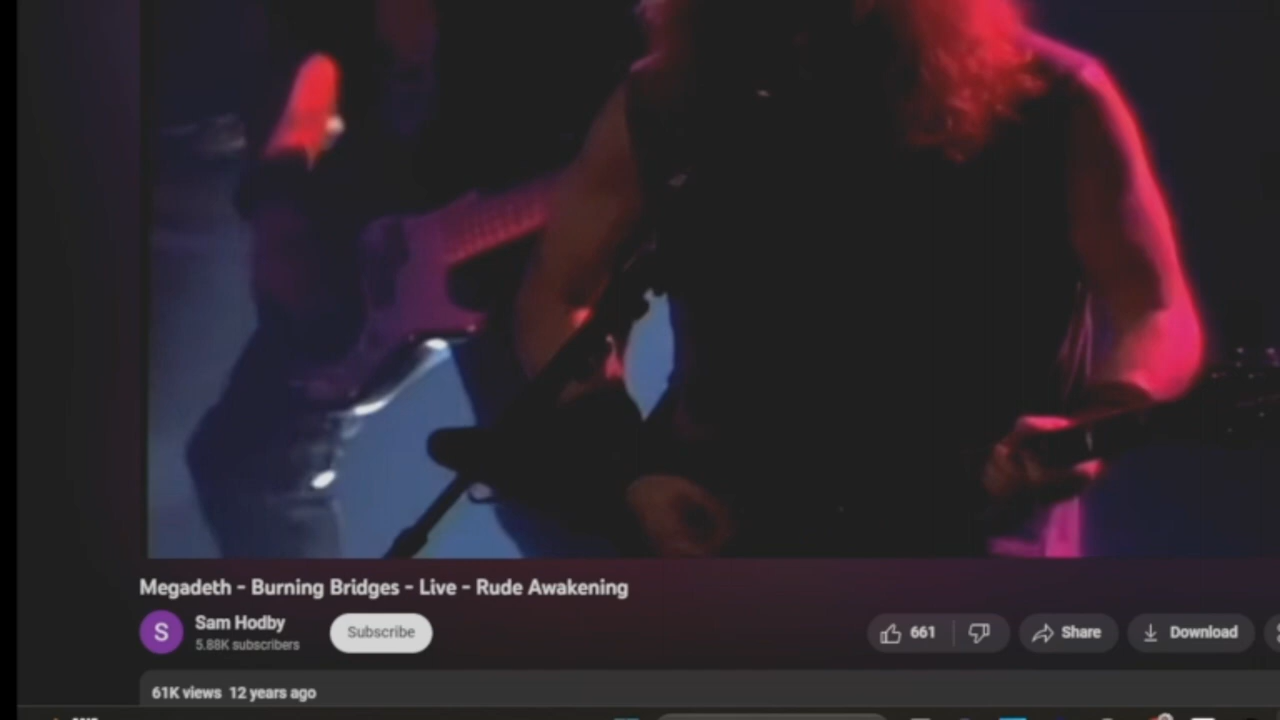 Megadeth - Burning Bridges - Live - Rude Awakening
S
Sam Hodby
5.88K subscribers
Subscribe
661
Share
Download
61K views 12 years ago